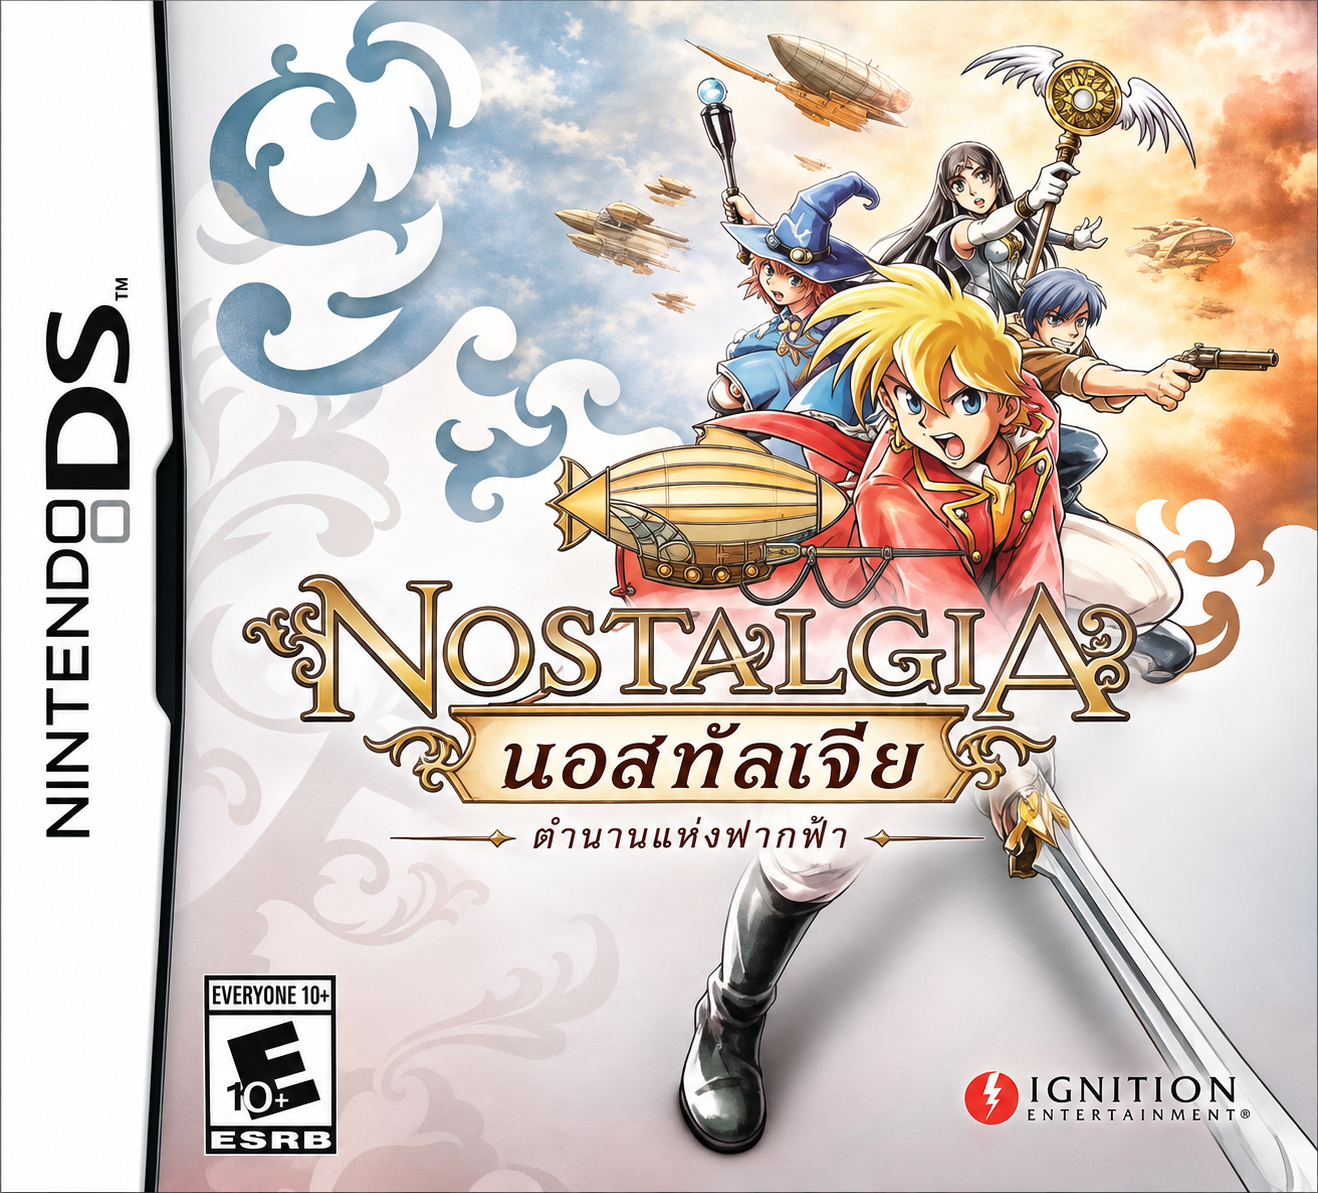 NINTENDO DS™
NOSTALGIA
นอสทัลเจีย
ตำนานแห่งฟากฟ้า
EVERYONE 10+
E
10+
ESRB
IGNITION
ENTERTAINMENT®